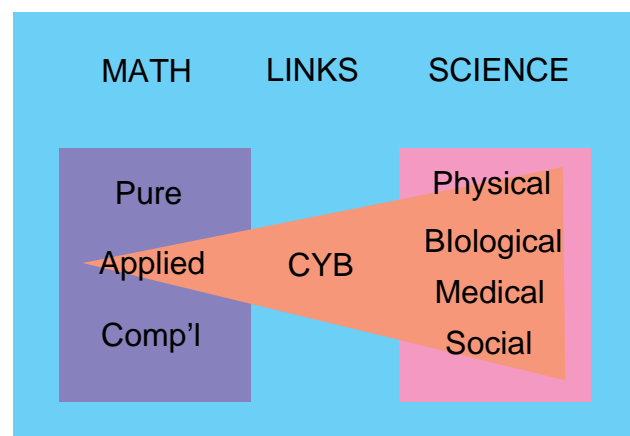 MATH LINKS SCIENCE
Pure
Applied
Comp'l
CYB
Physical
BIological
Medical
Social